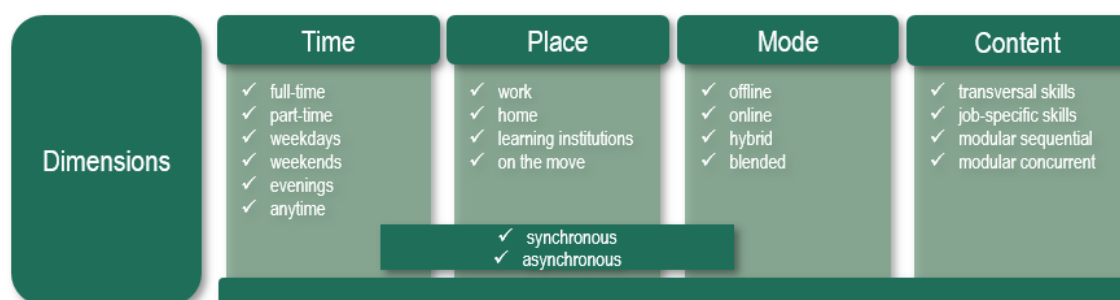 Dimensions
Time
✓ full-time
✓ part-time
✓ weekdays
✓ weekends
✓ evenings
✓ anytime
Place
✓ work
✓ home
✓ learning institutions
✓ on the move
Mode
✓ offline
✓ online
✓ hybrid
✓ blended
Content
✓ transversal skills
✓ job-specific skills
✓ modular sequential
✓ modular concurrent
✓ synchronous
✓ asynchronous